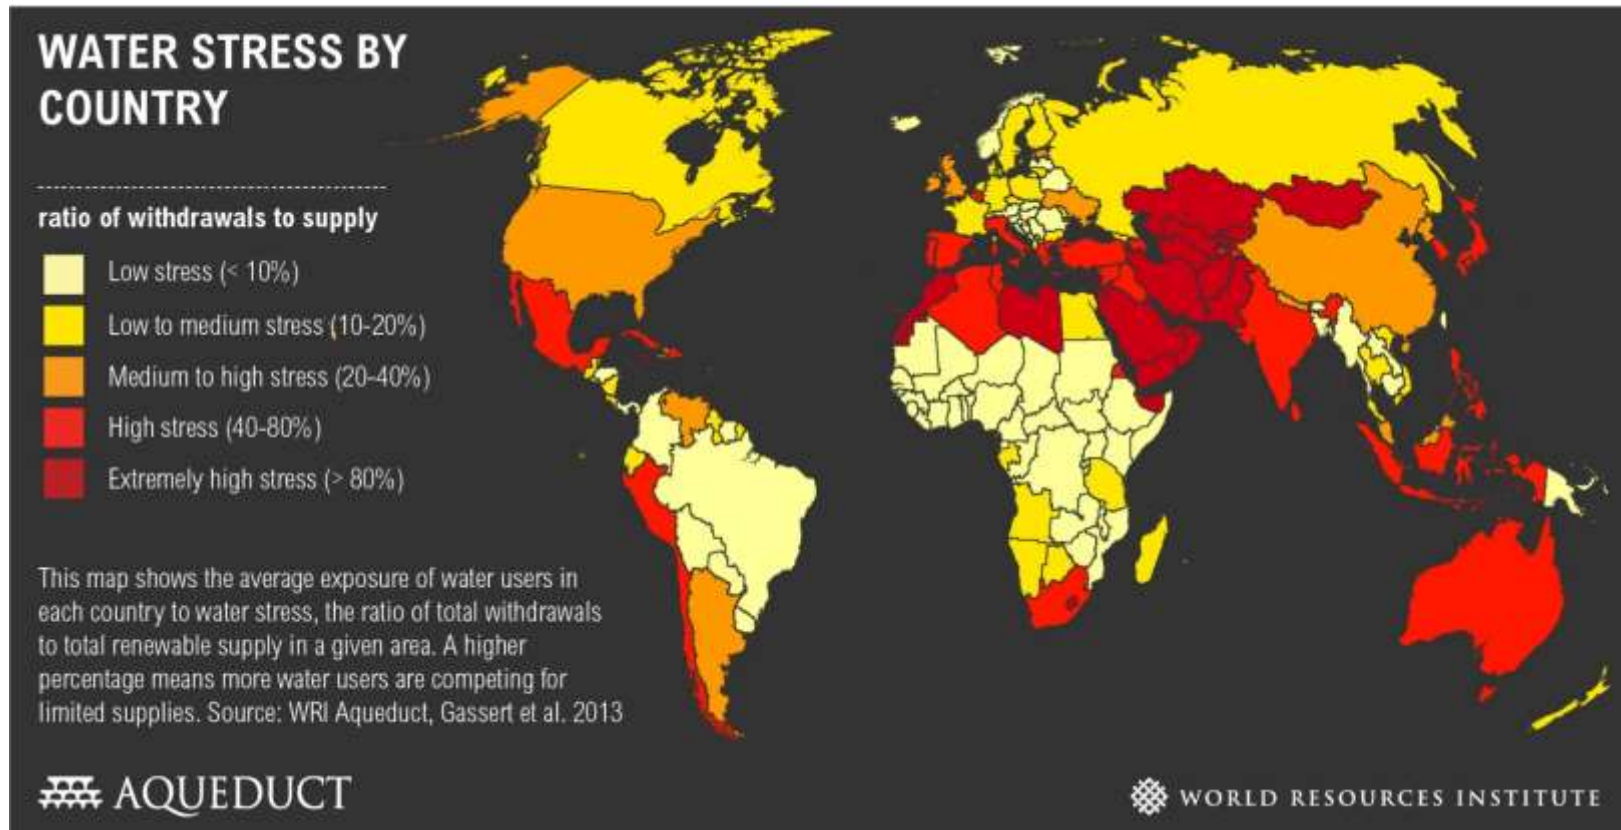 WATER STRESS BY
COUNTRY
ratio of withdrawals to supply
Low stress (< 10%)
Low to medium stress (10-20%)
Medium to high stress (20-40%)
High stress (40-80%)
Extremely high stress (> 80%)
This map shows the average exposure of water users in
each country to water stress, the ratio of total withdrawals
to total renewable supply in a given area. A higher
percentage means more water users are competing for
limited supplies. Source: WRI Aqueduct, Gassert et al. 2013
AQUEDUCT
WORLD RESOURCES INSTITUTE